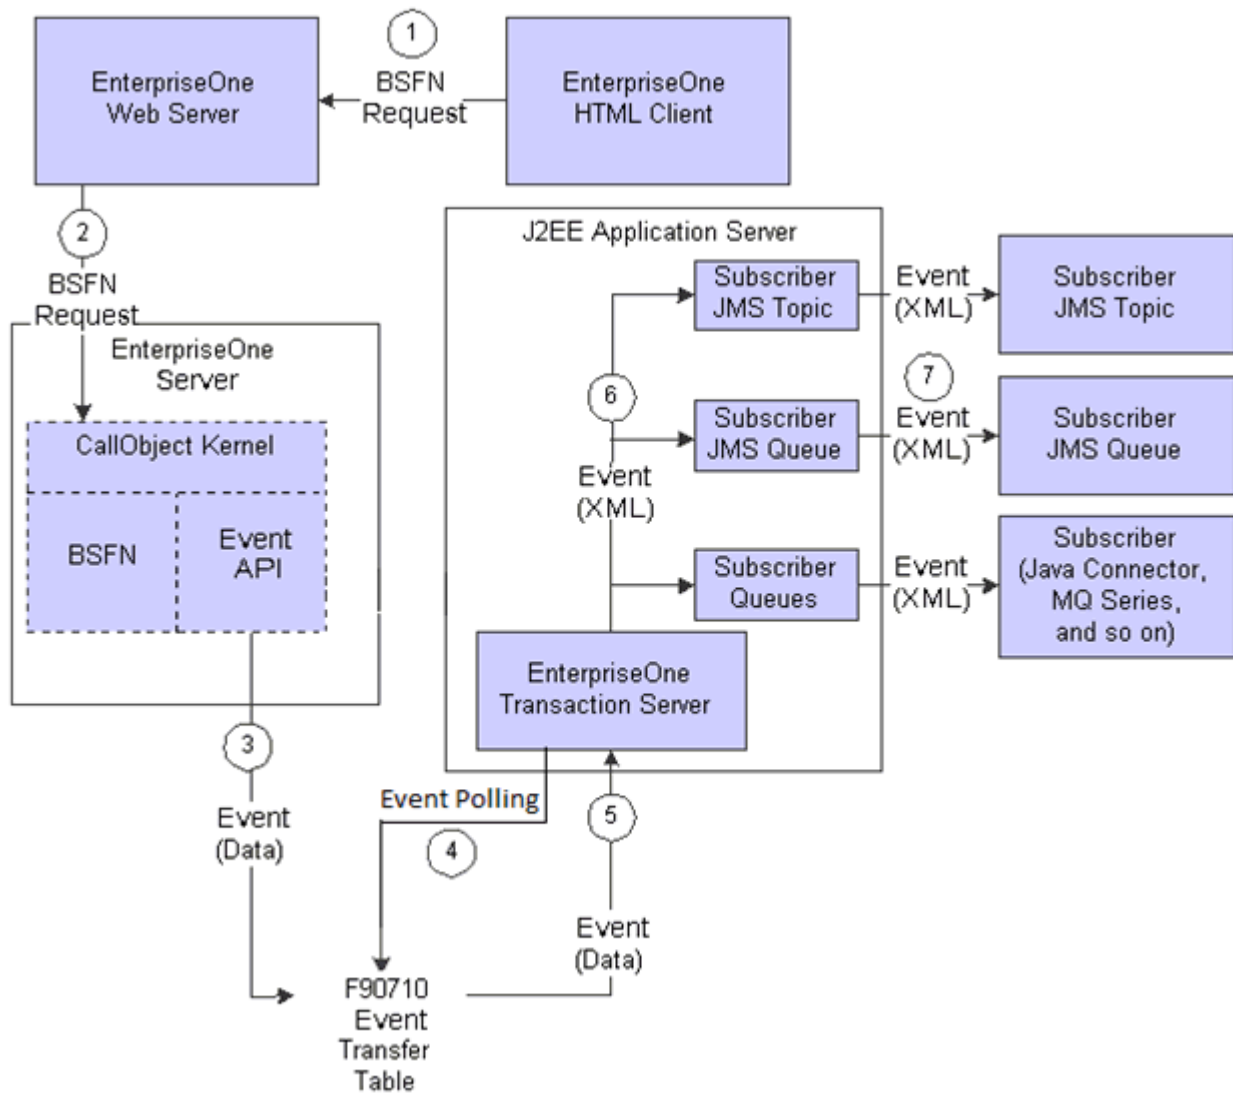 1
EnterpriseOne
Web Server
BSFN
Request
EnterpriseOne
HTML Client
2
BSFN
Request
EnterpriseOne
Server
CallObject Kernel
BSFN
Event
API
3
Event
(Data)
J2EE Application Server
Subscriber
JMS Topic
Event
(XML)
Subscriber
JMS Topic
6
7
Subscriber
JMS Queue
Event
(XML)
Subscriber
JMS Queue
Event
(XML)
Subscriber
Queues
Event
(XML)
Subscriber
(Java Connector,
MQ Series,
and so on)
EnterpriseOne
Transaction Server
Event Polling
4
5
Event
(Data)
F90710
Event
Transfer
Table